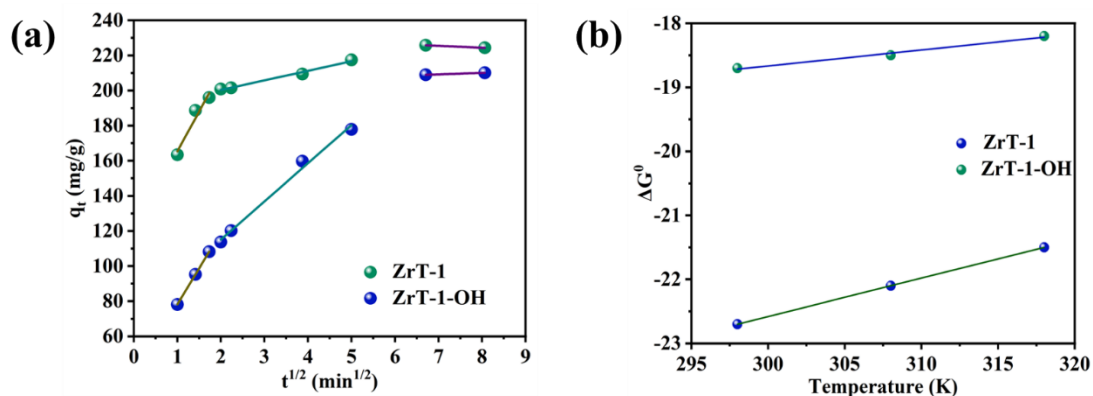 (a)
240
220
200
180
160
140
120
100
80
60
qt (mg/g)
ZrT-1
ZrT-1-OH
0 1 2 3 4 5 6 7 8 9
t1/2 (min1/2)
(b)
-18
-19
-20
-21
-22
-23
ΔG0
ZrT-1
ZrT-1-OH
295 300 305 310 315 320
Temperature (K)